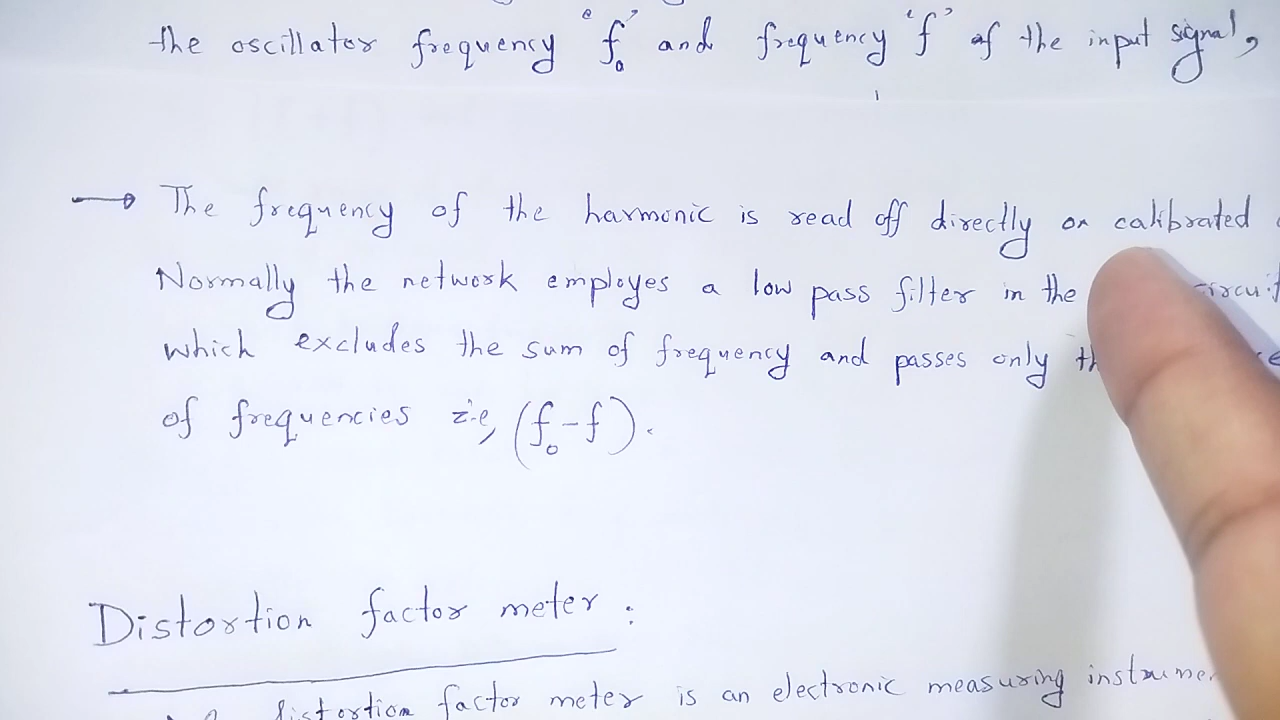 the oscillator frequency 'f₀' and frequency 'f' of the input signal,
→ The frequency of the harmonic is read off directly on calibrated
Normally the network employes a low pass filter in the
which excludes the sum of frequency and passes only
of frequencies i.e, (f₀-f).
Distortion factor meter :
distortion factor meter is an electronic measuring